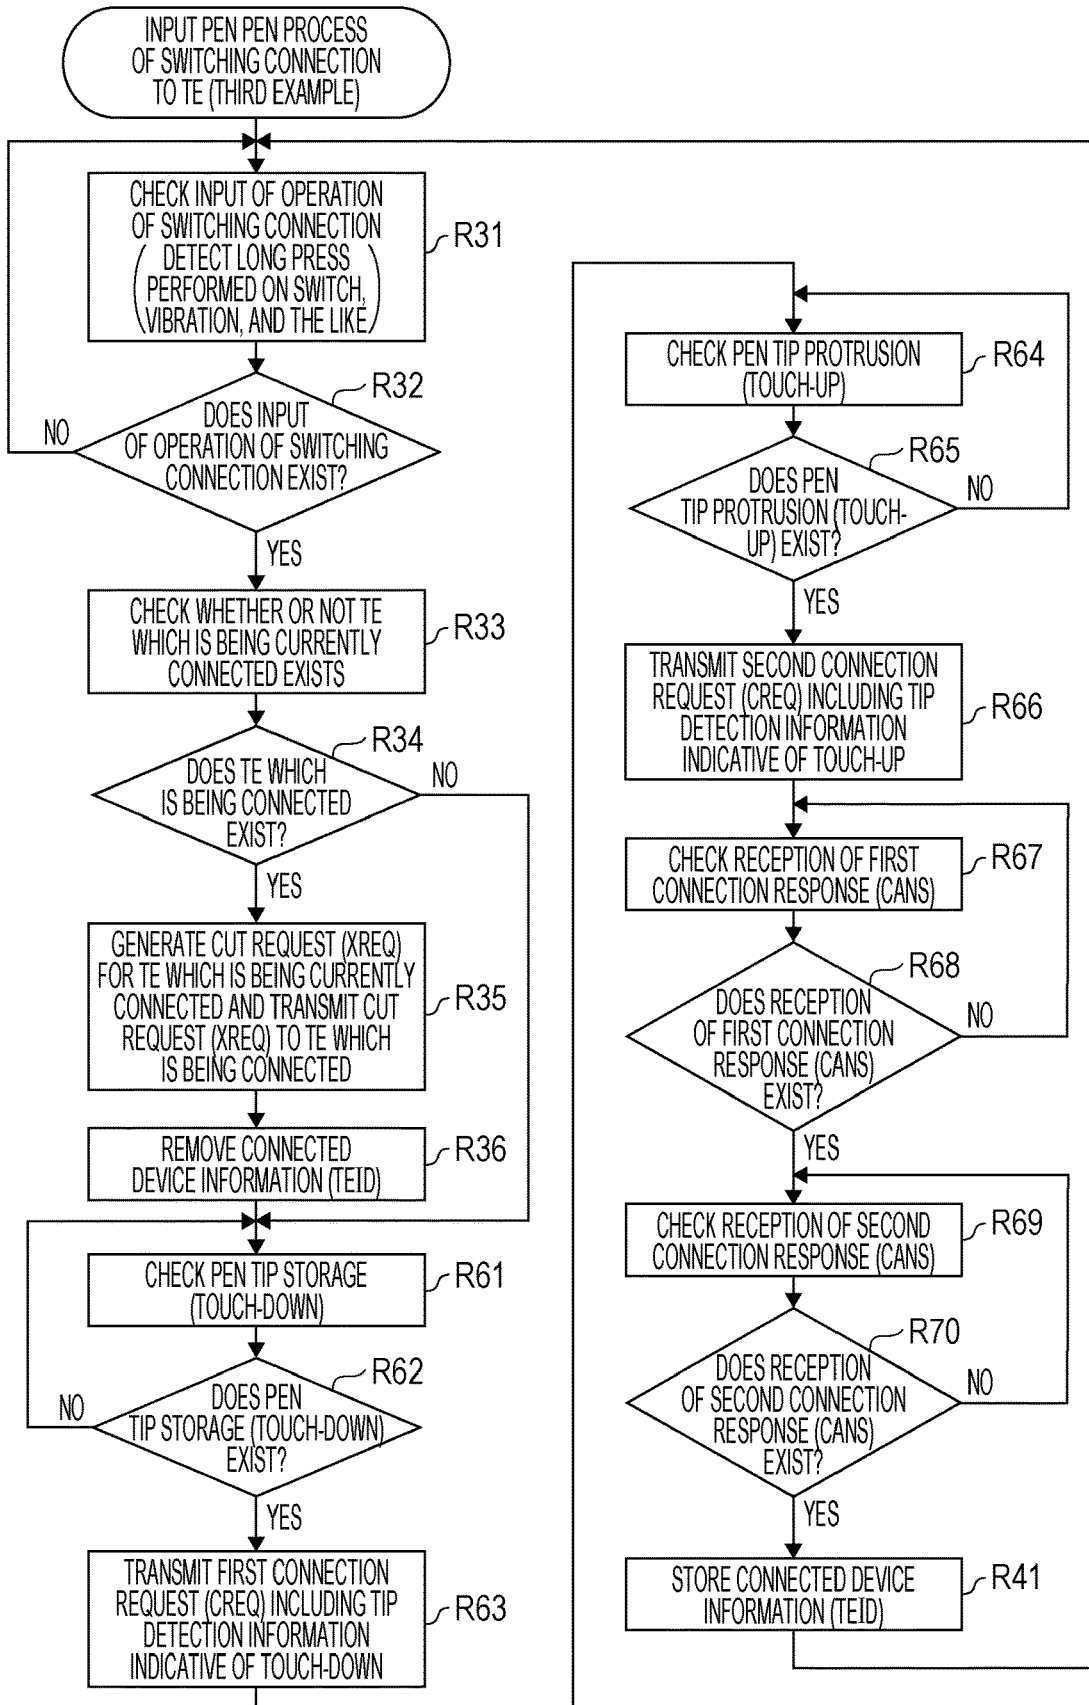 INPUT PEN PEN PROCESS
OF SWITCHING CONNECTION
TO TE (THIRD EXAMPLE)
CHECK INPUT OF OPERATION
OF SWITCHING CONNECTION
(DETECT LONG PRESS
PERFORMED ON SWITCH,
VIBRATION, AND THE LIKE)
R31
R32
DOES INPUT
OF OPERATION OF SWITCHING
CONNECTION EXIST?
NO
YES
CHECK WHETHER OR NOT TE
WHICH IS BEING CURRENTLY
CONNECTED EXISTS
R33
R34
DOES TE WHICH
IS BEING CONNECTED
EXIST?
NO
YES
GENERATE CUT REQUEST (XREQ)
FOR TE WHICH IS BEING CURRENTLY
CONNECTED AND TRANSMIT CUT
REQUEST (XREQ) TO TE WHICH
IS BEING CONNECTED
R35
REMOVE CONNECTED
DEVICE INFORMATION (TEID)
R36
CHECK PEN TIP STORAGE
(TOUCH-DOWN)
R61
R62
DOES PEN
TIP STORAGE (TOUCH-DOWN)
EXIST?
NO
YES
TRANSMIT FIRST CONNECTION
REQUEST (CREQ) INCLUDING TIP
DETECTION INFORMATION
INDICATIVE OF TOUCH-DOWN
R63
CHECK PEN TIP PROTRUSION
(TOUCH-UP)
R64
R65
DOES PEN
TIP PROTRUSION (TOUCH-
UP) EXIST?
NO
YES
TRANSMIT SECOND CONNECTION
REQUEST (CREQ) INCLUDING TIP
DETECTION INFORMATION
INDICATIVE OF TOUCH-UP
R66
CHECK RECEPTION OF FIRST
CONNECTION RESPONSE (CANS)
R67
R68
DOES RECEPTION
OF FIRST CONNECTION
RESPONSE (CANS)
EXIST?
NO
YES
CHECK RECEPTION OF SECOND
CONNECTION RESPONSE (CANS)
R69
R70
DOES RECEPTION
OF SECOND CONNECTION
RESPONSE (CANS)
EXIST?
NO
YES
STORE CONNECTED DEVICE
INFORMATION (TEID)
R41